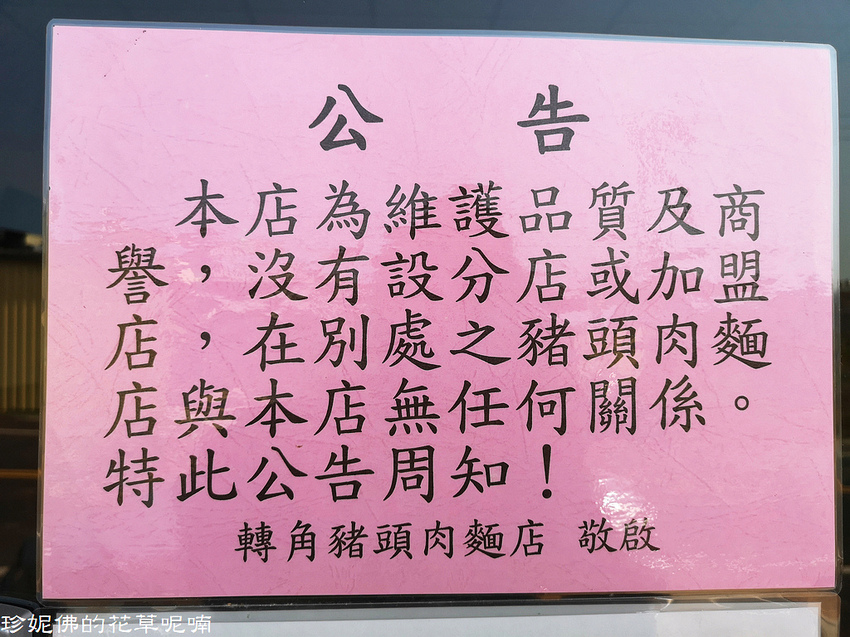 公告
本店為維護品質及商
譽，沒有設分店或加盟
店，在別處之豬頭肉麵
店與本店無任何關係。
特此公告周知！
轉角豬頭肉麵店 敬啟
珍妮佛的花草呢喃